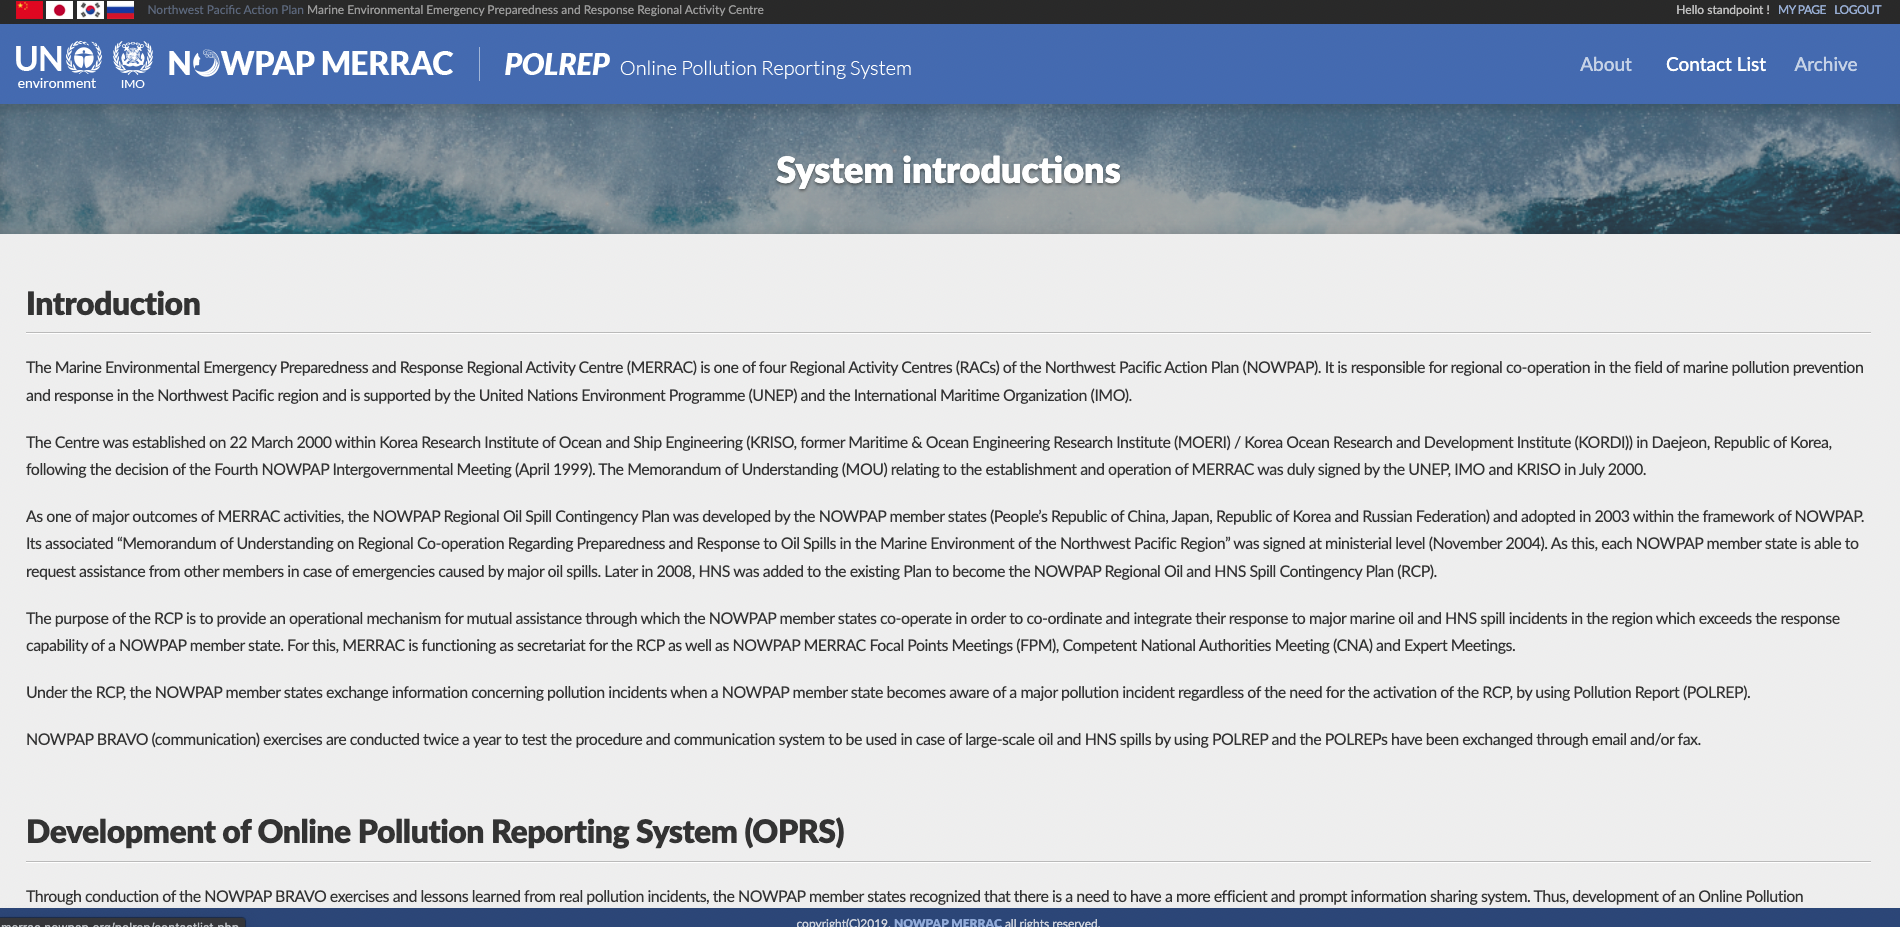 Northwest Pacific Action Plan Marine Environmental Emergency Preparedness and Response Regional Activity Centre
Hello standpoint ! MY PAGE LOGOUT
UN environment
IMO
NOWPAP MERRAC
POLREP Online Pollution Reporting System
About Contact List Archive
System introductions
Introduction
The Marine Environmental Emergency Preparedness and Response Regional Activity Centre (MERRAC) is one of four Regional Activity Centres (RACs) of the Northwest Pacific Action Plan (NOWPAP). It is responsible for regional co-operation in the field of marine pollution prevention
and response in the Northwest Pacific region and is supported by the United Nations Environment Programme (UNEP) and the International Maritime Organization (IMO).
The Centre was established on 22 March 2000 within Korea Research Institute of Ocean and Ship Engineering (KRISO, former Maritime & Ocean Engineering Research Institute (MOERI) / Korea Ocean Research and Development Institute (KORDI)) in Daejeon, Republic of Korea,
following the decision of the Fourth NOWPAP Intergovernmental Meeting (April 1999). The Memorandum of Understanding (MOU) relating to the establishment and operation of MERRAC was duly signed by the UNEP, IMO and KRISO in July 2000.
As one of major outcomes of MERRAC activities, the NOWPAP Regional Oil Spill Contingency Plan was developed by the NOWPAP member states (People's Republic of China, Japan, Republic of Korea and Russian Federation) and adopted in 2003 within the framework of NOWPAP.
Its associated “Memorandum of Understanding on Regional Co-operation Regarding Preparedness and Response to Oil Spills in the Marine Environment of the Northwest Pacific Region” was signed at ministerial level (November 2004). As this, each NOWPAP member state is able to
request assistance from other members in case of emergencies caused by major oil spills. Later in 2008, HNS was added to the existing Plan to become the NOWPAP Regional Oil and HNS Spill Contingency Plan (RCP).
The purpose of the RCP is to provide an operational mechanism for mutual assistance through which the NOWPAP member states co-operate in order to co-ordinate and integrate their response to major marine oil and HNS spill incidents in the region which exceeds the response
capability of a NOWPAP member state. For this, MERRAC is functioning as secretariat for the RCP as well as NOWPAP MERRAC Focal Points Meetings (FPM), Competent National Authorities Meeting (CNA) and Expert Meetings.
Under the RCP, the NOWPAP member states exchange information concerning pollution incidents when a NOWPAP member state becomes aware of a major pollution incident regardless of the need for the activation of the RCP, by using Pollution Report (POLREP).
NOWPAP BRAVO (communication) exercises are conducted twice a year to test the procedure and communication system to be used in case of large-scale oil and HNS spills by using POLREP and the POLREPs have been exchanged through email and/or fax.
Development of Online Pollution Reporting System (OPRS)
Through conduction of the NOWPAP BRAVO exercises and lessons learned from real pollution incidents, the NOWPAP member states recognized that there is a need to have a more efficient and prompt information sharing system. Thus, development of an Online Pollution
copyright(C)2019. NOWPAP MERRAC all rights reserved.
merrac.nowpap.org/polrep/contactlist.php